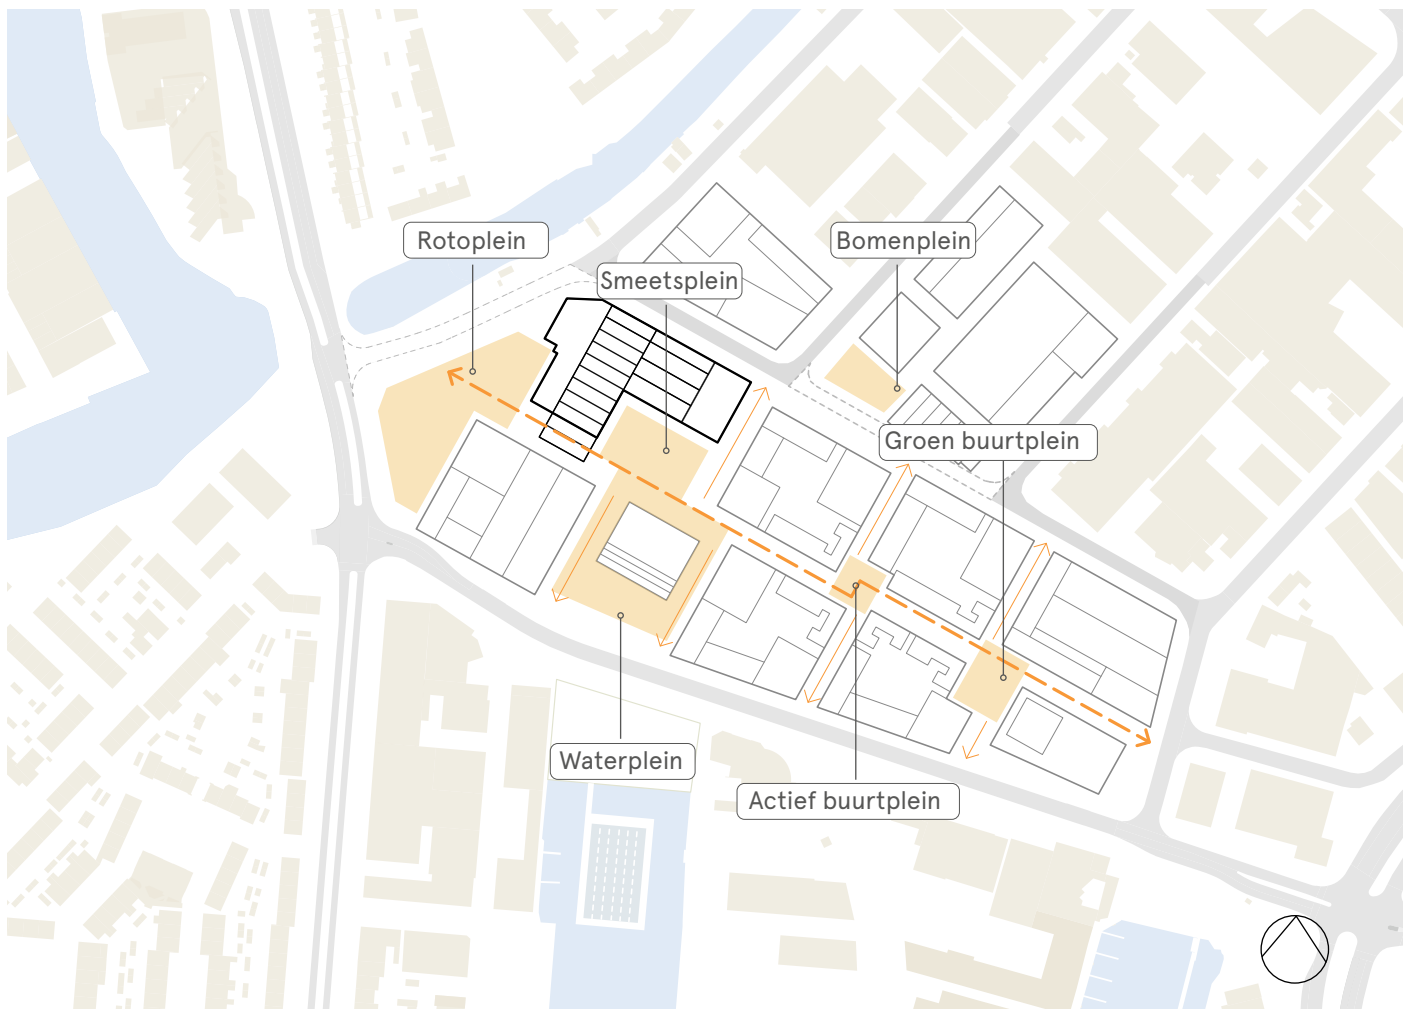 Rotoplein
Bomenplein
Smeetsplein
Groen buurtplein
Waterplein
Actief buurtplein